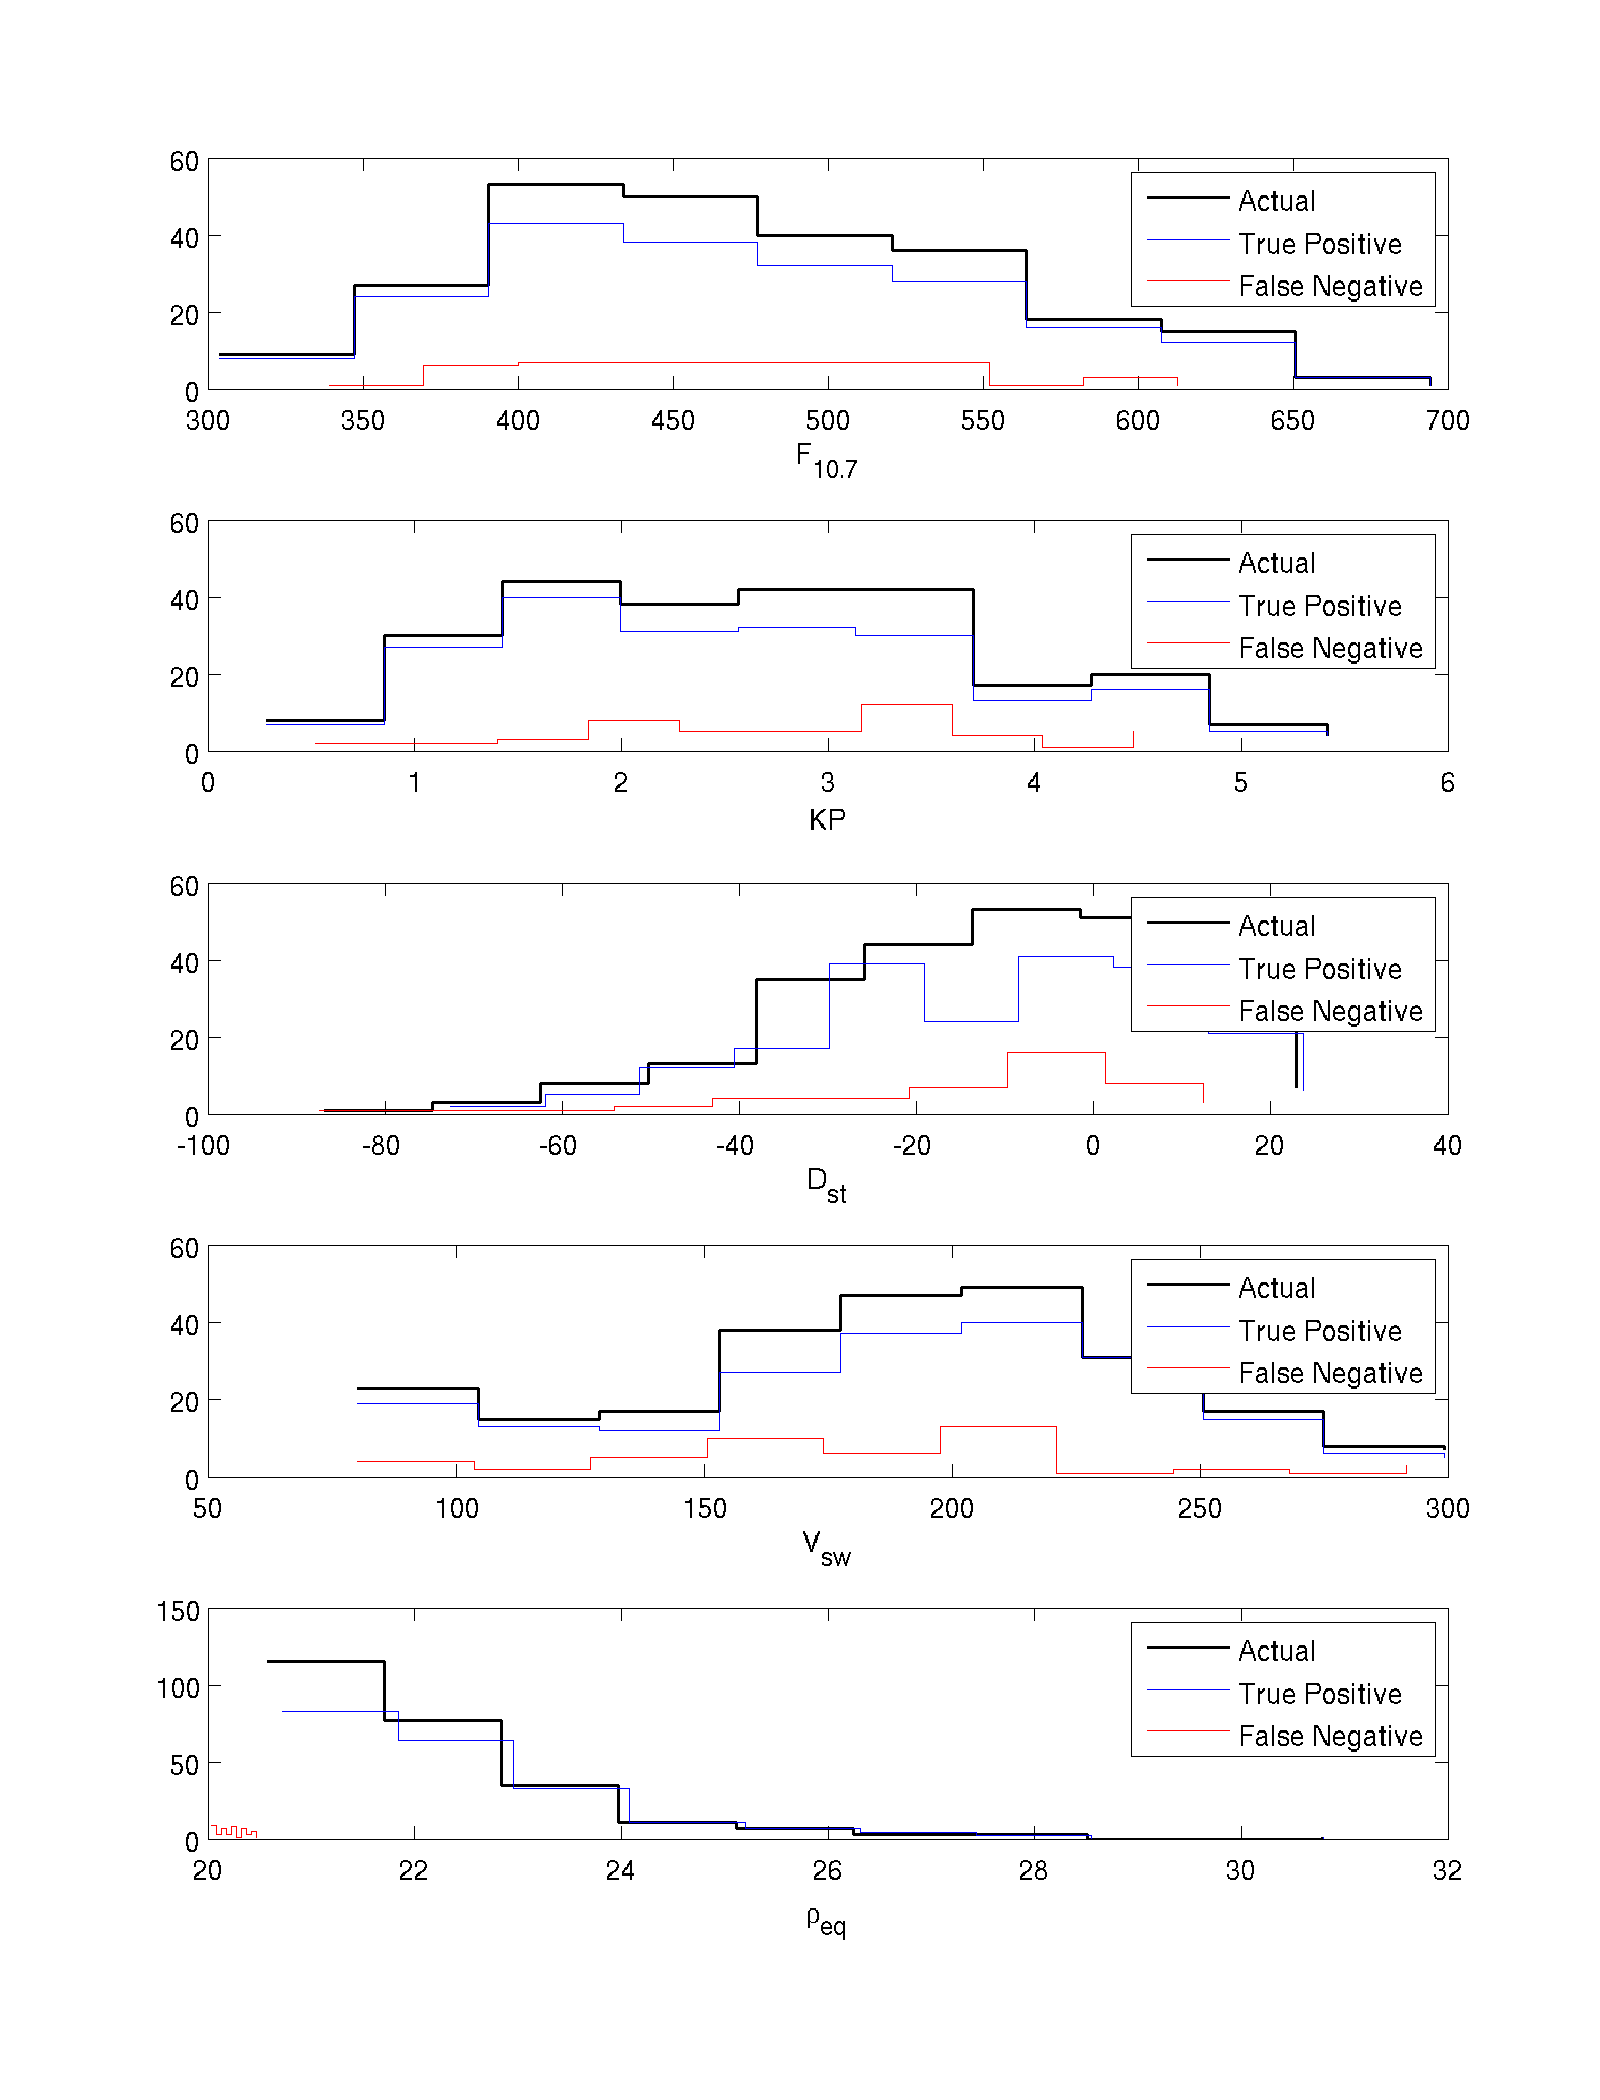 60
40
20
0
300 350 400 450 500 550 600 650 700
F10.7
Actual
True Positive
False Negative
60
40
20
0
0 1 2 3 4 5 6
KP
Actual
True Positive
False Negative
60
40
20
0
-100 -80 -60 -40 -20 0 20 40
Dst
Actual
True Positive
False Negative
60
40
20
0
50 100 150 200 250 300
Vsw
Actual
True Positive
False Negative
150
100
50
0
20 22 24 26 28 30 32
ρeq
Actual
True Positive
False Negative